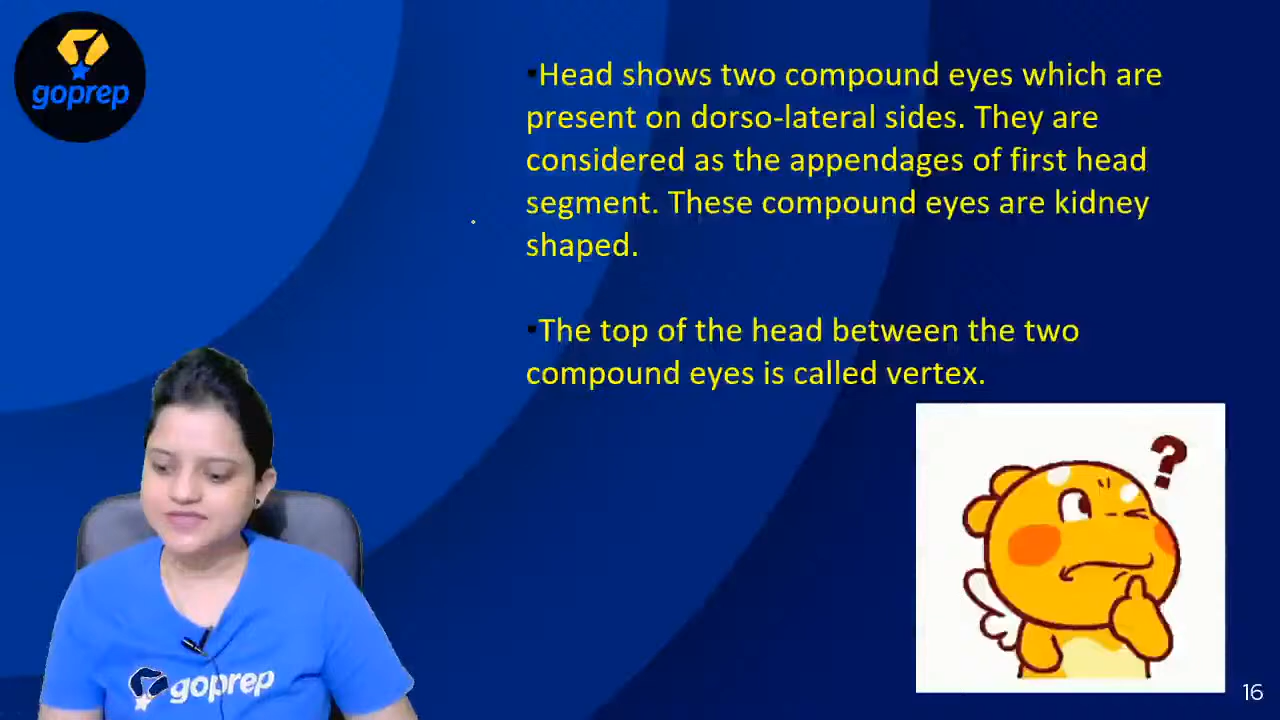 goprep
▪Head shows two compound eyes which are
present on dorso-lateral sides. They are
considered as the appendages of first head
segment. These compound eyes are kidney
shaped.
▪The top of the head between the two
compound eyes is called vertex.
?
goprep
16